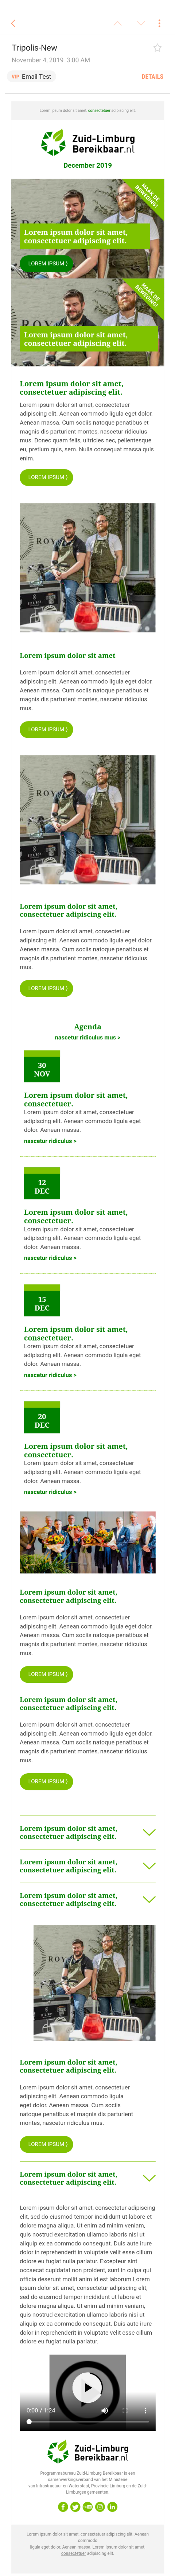 Tripolis-New
November 4, 2019 3:00 AM
VIP Email Test
DETAILS
Lorem ipsum dolor sit amet, consectetuer adipiscing elit.
Zuid-Limburg
Bereikbaar.nl
December 2019
MAAK DE
BEWEGING!
Lorem ipsum dolor sit amet,
consectetuer adipiscing elit.
LOREM IPSUM ⟩
MAAK DE
BEWEGING!
Lorem ipsum dolor sit amet,
consectetuer adipiscing elit.
Lorem ipsum dolor sit amet,
consectetuer adipiscing elit.
Lorem ipsum dolor sit amet, consectetuer
adipiscing elit. Aenean commodo ligula eget dolor.
Aenean massa. Cum sociis natoque penatibus et
magnis dis parturient montes, nascetur ridiculus
mus. Donec quam felis, ultricies nec, pellentesque
eu, pretium quis, sem. Nulla consequat massa quis
enim.
LOREM IPSUM ⟩
Lorem ipsum dolor sit amet
Lorem ipsum dolor sit amet, consectetuer
adipiscing elit. Aenean commodo ligula eget dolor.
Aenean massa. Cum sociis natoque penatibus et
magnis dis parturient montes, nascetur ridiculus
mus.
LOREM IPSUM ⟩
Lorem ipsum dolor sit amet,
consectetuer adipiscing elit.
Lorem ipsum dolor sit amet, consectetuer
adipiscing elit. Aenean commodo ligula eget dolor.
Aenean massa. Cum sociis natoque penatibus et
magnis dis parturient montes, nascetur ridiculus
mus.
LOREM IPSUM ⟩
Agenda
nascetur ridiculus mus >
30
NOV
Lorem ipsum dolor sit amet,
consectetuer.
Lorem ipsum dolor sit amet, consectetuer
adipiscing elit. Aenean commodo ligula eget
dolor. Aenean massa.
nascetur ridiculus >
12
DEC
Lorem ipsum dolor sit amet,
consectetuer.
Lorem ipsum dolor sit amet, consectetuer
adipiscing elit. Aenean commodo ligula eget
dolor. Aenean massa.
nascetur ridiculus >
15
DEC
Lorem ipsum dolor sit amet,
consectetuer.
Lorem ipsum dolor sit amet, consectetuer
adipiscing elit. Aenean commodo ligula eget
dolor. Aenean massa.
nascetur ridiculus >
20
DEC
Lorem ipsum dolor sit amet,
consectetuer.
Lorem ipsum dolor sit amet, consectetuer
adipiscing elit. Aenean commodo ligula eget
dolor. Aenean massa.
nascetur ridiculus >
Lorem ipsum dolor sit amet,
consectetuer adipiscing elit.
Lorem ipsum dolor sit amet, consectetuer
adipiscing elit. Aenean commodo ligula eget dolor.
Aenean massa. Cum sociis natoque penatibus et
magnis dis parturient montes, nascetur ridiculus
mus.
LOREM IPSUM ⟩
Lorem ipsum dolor sit amet,
consectetuer adipiscing elit.
Lorem ipsum dolor sit amet, consectetuer
adipiscing elit. Aenean commodo ligula eget dolor.
Aenean massa. Cum sociis natoque penatibus et
magnis dis parturient montes, nascetur ridiculus
mus.
LOREM IPSUM ⟩
Lorem ipsum dolor sit amet,
consectetuer adipiscing elit.
Lorem ipsum dolor sit amet,
consectetuer adipiscing elit.
Lorem ipsum dolor sit amet,
consectetuer adipiscing elit.
Lorem ipsum dolor sit amet,
consectetuer adipiscing elit.
Lorem ipsum dolor sit amet, consectetuer
adipiscing elit. Aenean commodo ligula
eget dolor. Aenean massa. Cum sociis
natoque penatibus et magnis dis parturient
montes, nascetur ridiculus mus.
LOREM IPSUM ⟩
Lorem ipsum dolor sit amet,
consectetuer adipiscing elit.
Lorem ipsum dolor sit amet, consectetur adipiscing
elit, sed do eiusmod tempor incididunt ut labore et
dolore magna aliqua. Ut enim ad minim veniam,
quis nostrud exercitation ullamco laboris nisi ut
aliquip ex ea commodo consequat. Duis aute irure
dolor in reprehenderit in voluptate velit esse cillum
dolore eu fugiat nulla pariatur. Excepteur sint
occaecat cupidatat non proident, sunt in culpa qui
officia deserunt mollit anim id est laborum.Lorem
ipsum dolor sit amet, consectetur adipiscing elit,
sed do eiusmod tempor incididunt ut labore et
dolore magna aliqua. Ut enim ad minim veniam,
quis nostrud exercitation ullamco laboris nisi ut
aliquip ex ea commodo consequat. Duis aute irure
dolor in reprehenderit in voluptate velit esse cillum
dolore eu fugiat nulla pariatur.
0:00 / 1:24
Zuid-Limburg
Bereikbaar.nl
Programmabureau Zuid-Limburg Bereikbaar is een
samenwerkingsverband van het Ministerie
van Infrastructuur en Waterstaat, Provincie Limburg en de Zuid
Limburgse gemeenten.
Lorem ipsum dolor sit amet, consectetuer adipiscing elit. Aenean
commodo
ligula eget dolor. Aenean massa. Lorem ipsum dolor sit amet,
consectetuer adipiscing elit.